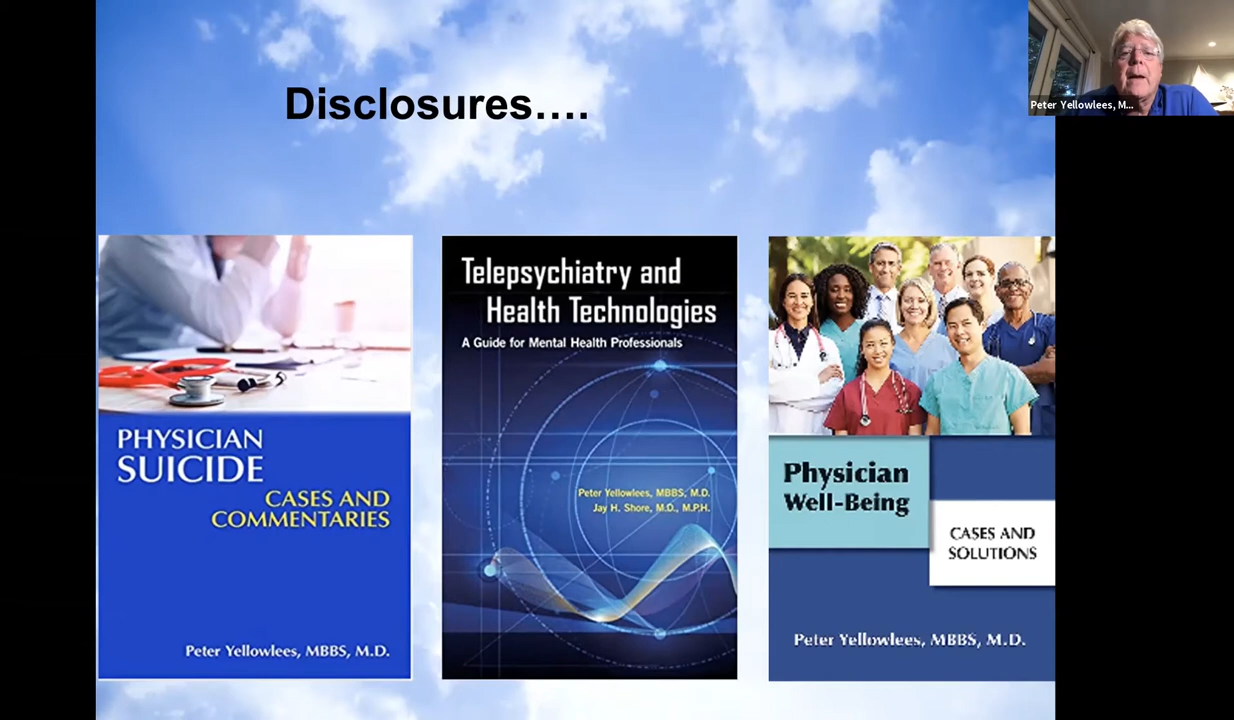 Disclosures....
Peter Yellowlees, M...
PHYSICIAN
SUICIDE
CASES AND
COMMENTARIES
Peter Yellowlees, MBBS, M.D.
Telepsychiatry and
Health Technologies
A Guide for Mental Health Professionals
Peter Yellowlees, MBBS, M.D.
Jay H. Shore, M.D., M.P.H.
Physician
Well-Being
CASES AND
SOLUTIONS
Peter Yellowlees, MBBS, M.D.